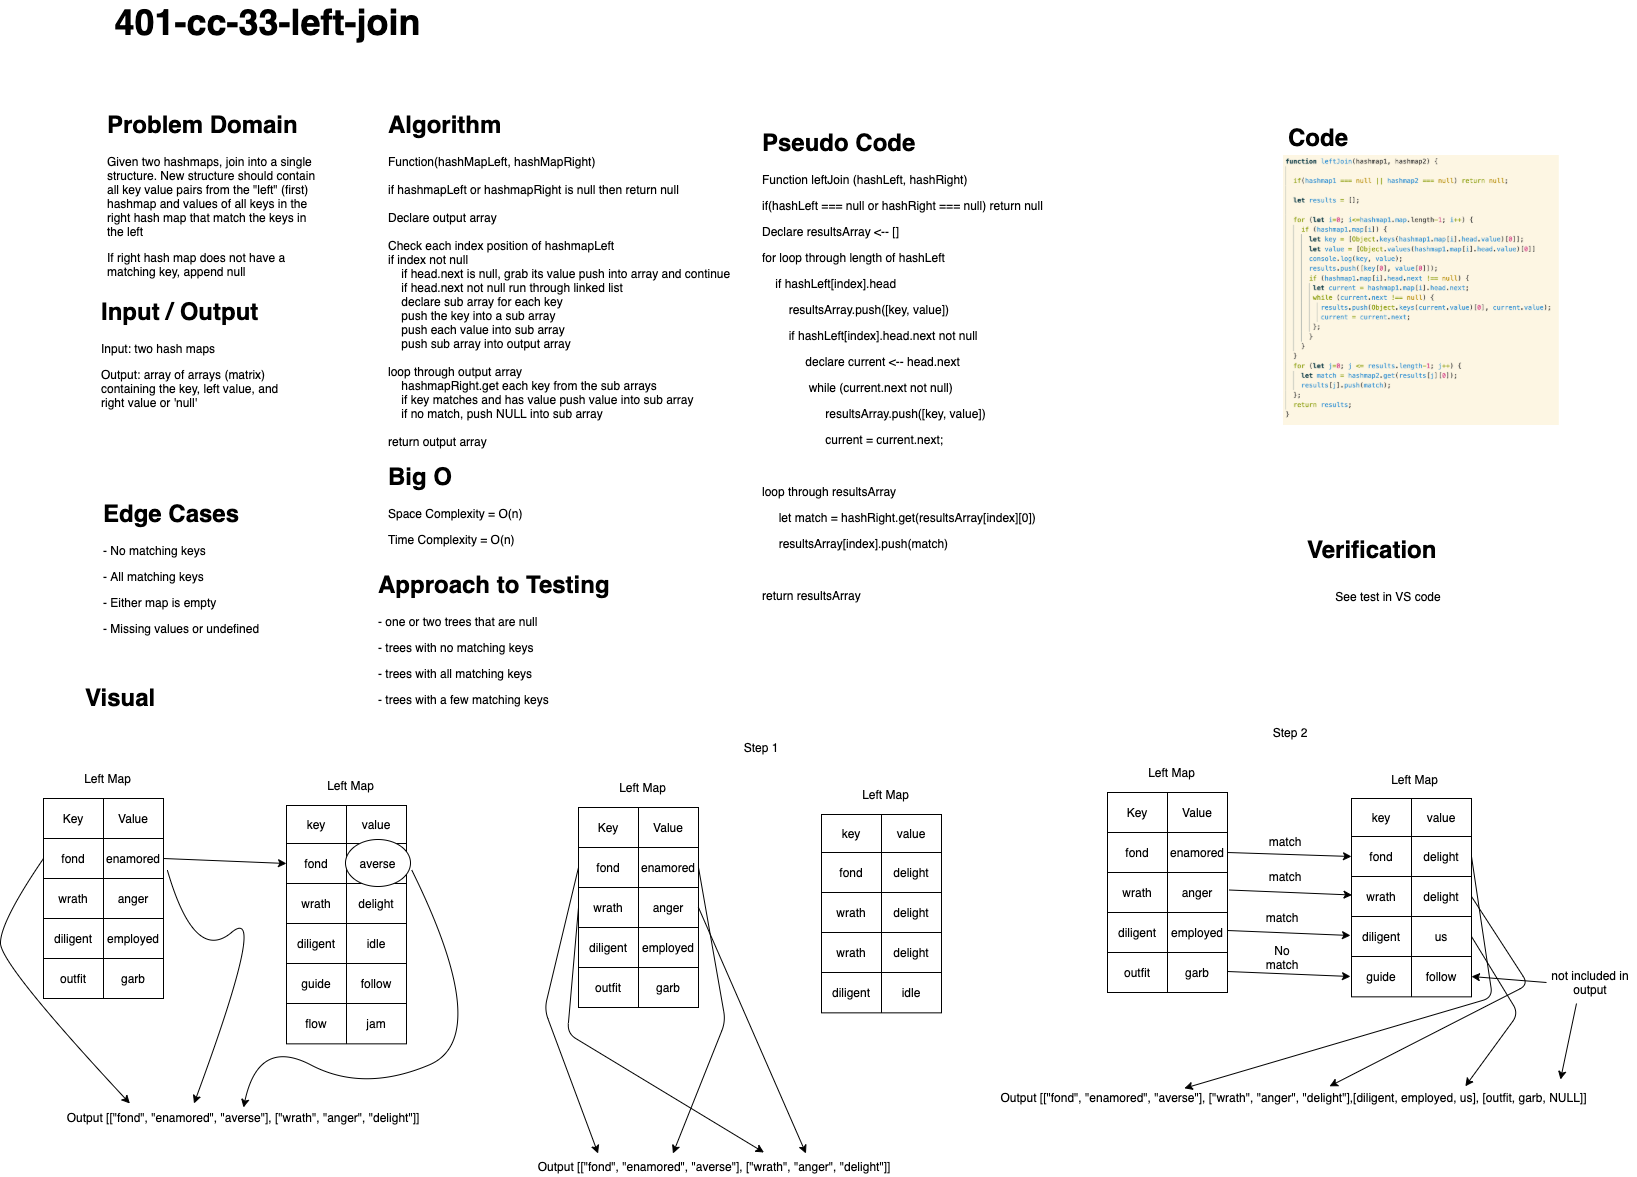 401-cc-33-left-join
Problem Domain
Given two hashmaps, join into a single
structure. New structure should contain
all key value pairs from the "left" (first)
hashmap and values of all keys in the
right hash map that match the keys in
the left
If right hash map does not have a
matching key, append null
Input / Output
Input: two hash maps
Output: array of arrays (matrix)
containing the key, left value, and
right value or 'null'
Edge Cases
- No matching keys
- All matching keys
- Either map is empty
- Missing values or undefined
Algorithm
Function(hashMapLeft, hashMapRight)
if hashmapLeft or hashmapRight is null then return null
Declare output array
Check each index position of hashmapLeft
if index not null
if head.next is null, grab its value push into array and continue
if head.next not null run through linked list
declare sub array for each key
push the key into a sub array
push each value into sub array
push sub array into output array
loop through output array
hashmapRight.get each key from the sub arrays
if key matches and has value push value into sub array
if no match, push NULL into sub array
return output array
Big O
Space Complexity = O(n)
Time Complexity = O(n)
Approach to Testing
- one or two trees that are null
- trees with no matching keys
- trees with all matching keys
- trees with a few matching keys
Pseudo Code
Function leftJoin (hashLeft, hashRight)
if(hashLeft === null or hashRight === null) return null
Declare resultsArray <-- []
for loop through length of hashLeft
if hashLeft[index].head
resultsArray.push([key, value])
if hashLeft[index].head.next not null
declare current <-- head.next
while (current.next not null)
resultsArray.push([key, value])
current = current.next;
loop through resultsArray
let match = hashRight.get(resultsArray[index][0])
resultsArray[index].push(match)
return resultsArray
Code
function leftJoin(hashmap1, hashmap2) {
if(hashmap1 === null || hashmap2 === null) return null;
let results = [];
for (let i=0; i<=hashmap1.map.length-1; i++) {
if (hashmap1.map[i]) {
let key = [Object.keys(hashmap1.map[i].head.value)[0]];
let value = [Object.values(hashmap1.map[i].head.value)[0]]
console.log(key, value);
results.push([key[0], value[0]]);
if (hashmap1.map[i].head.next !== null) {
let current = hashmap1.map[i].head.next;
while (current.next !== null) {
results.push(Object.keys(current.value)[0], current.value);
current = current.next;
};
}
}
}
for (let j=0; j <= results.length-1; j++) {
let match = hashmap2.get(results[j][0]);
results[j].push(match);
};
return results;
}
Verification
See test in VS code
Visual
Left Map
Key Value
fond enamored
wrath anger
diligent employed
outfit garb
Left Map
key value
fond averse
wrath delight
diligent idle
guide follow
flow jam
Output [["fond", "enamored", "averse"], ["wrath", "anger", "delight"]]
Step 1
Left Map
Key Value
fond enamored
wrath anger
diligent employed
outfit garb
Left Map
key value
fond delight
wrath delight
wrath delight
diligent idle
Output [["fond", "enamored", "averse"], ["wrath", "anger", "delight"]]
Step 2
Left Map
Key Value
fond enamored
wrath anger
diligent employed
outfit garb
match
match
match
No
match
Left Map
key value
fond delight
wrath delight
diligent us
guide follow
not included in
output
Output [["fond", "enamored", "averse"], ["wrath", "anger", "delight"],[diligent, employed, us], [outfit, garb, NULL]]